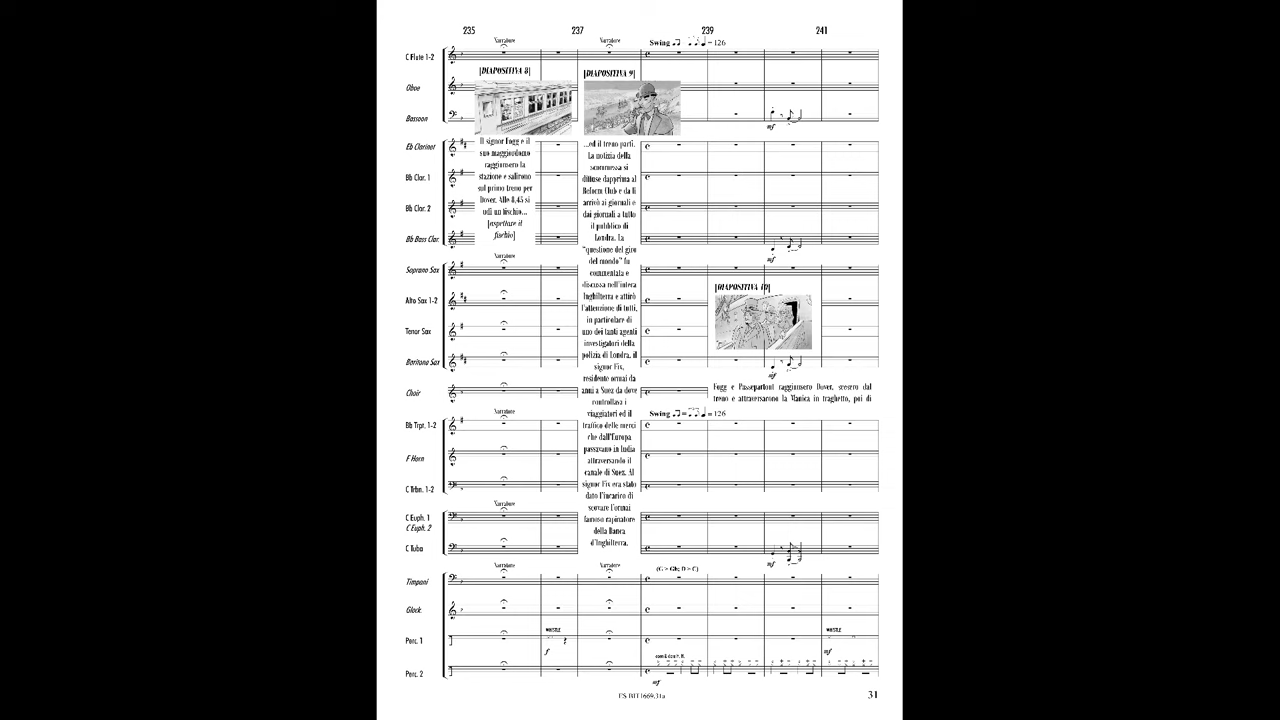 235 237 239 241
Narratore Narratore Swing = 126
C Flute 1-2
[DIAPOSITIVA 8] [DIAPOSITIVA 9]
Oboe
Bassoon
mf
Il signor Fogg e il
suo maggiordomo
raggiunsero la
stazione e salirono
sul primo treno per
Dover. Alle 8,45 si
udì un fischio...
[aspettare il
fischio]
...ed il treno partì.
La notizia della
scommessa si
diffuse dapprima al
Reform Club e da lì
arrivò ai giornali e
dai giornali a tutto
il pubblico di
Londra. La
"questione del giro
del mondo" fu
commentata e
discussa nell'intera
Inghilterra e attirò
l'attenzione di tutti,
in particolare di
uno dei tanti agenti
investigatori della
polizia di Londra, il
signor Fix,
residente ormai da
anni a Suez da dove
controllava i
viaggiatori ed il
traffico delle merci
che dall'Europa
passavano in India
attraversando il
canale di Suez. Al
signor Fix era stato
dato l'incarico di
scovare l'ormai
famoso rapinatore
della Banca
d'Inghilterra.
Eb Clarinet
Bb Clar. 1
Bb Clar. 2
Bb Bass Clar.
mf
Narratore
Soprano Sax
[DIAPOSITIVA 10]
Alto Sax 1-2
Tenor Sax
Baritone Sax
mf
Choir
Fogg e Passepartout raggiunsero Dover, scesero dal
treno e attraversarono la Manica in traghetto, poi di
Narratore Swing = 126
Bb Trpt. 1-2
F Horn
C Trbn. 1-2
Narratore
C Euph. 1
C Euph. 2
C Tuba
mf
Narratore Narratore (G > Gb; D > C)
Timpani
Glock.
WHISTLE WHISTLE
Perc. 1
f mf
Perc. 2
mf
31